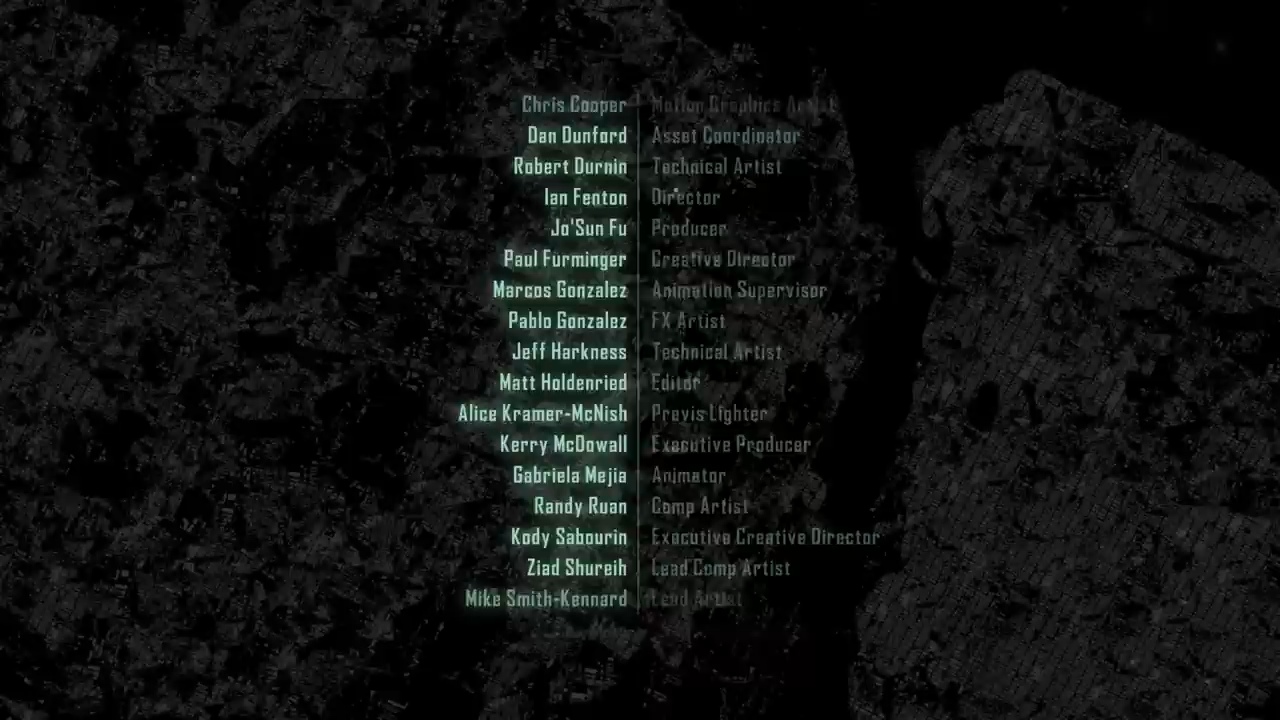 Chris Cooper Motion Graphics Artist
Dan Dunford Asset Coordinator
Robert Durnin Technical Artist
Ian Fenton Director
Jo'Sun Fu Producer
Paul Furminger Creative Director
Marcos Gonzalez Animation Supervisor
Pablo Gonzalez FX Artist
Jeff Harkness Technical Artist
Matt Holdenried Editor
Alice Kramer-McNish Previs Lighter
Kerry McDowall Executive Producer
Gabriela Mejia Animator
Randy Ruan Comp Artist
Kody Sabourin Executive Creative Director
Ziad Shureih Lead Comp Artist
Mike Smith-Kennard Lead Artist